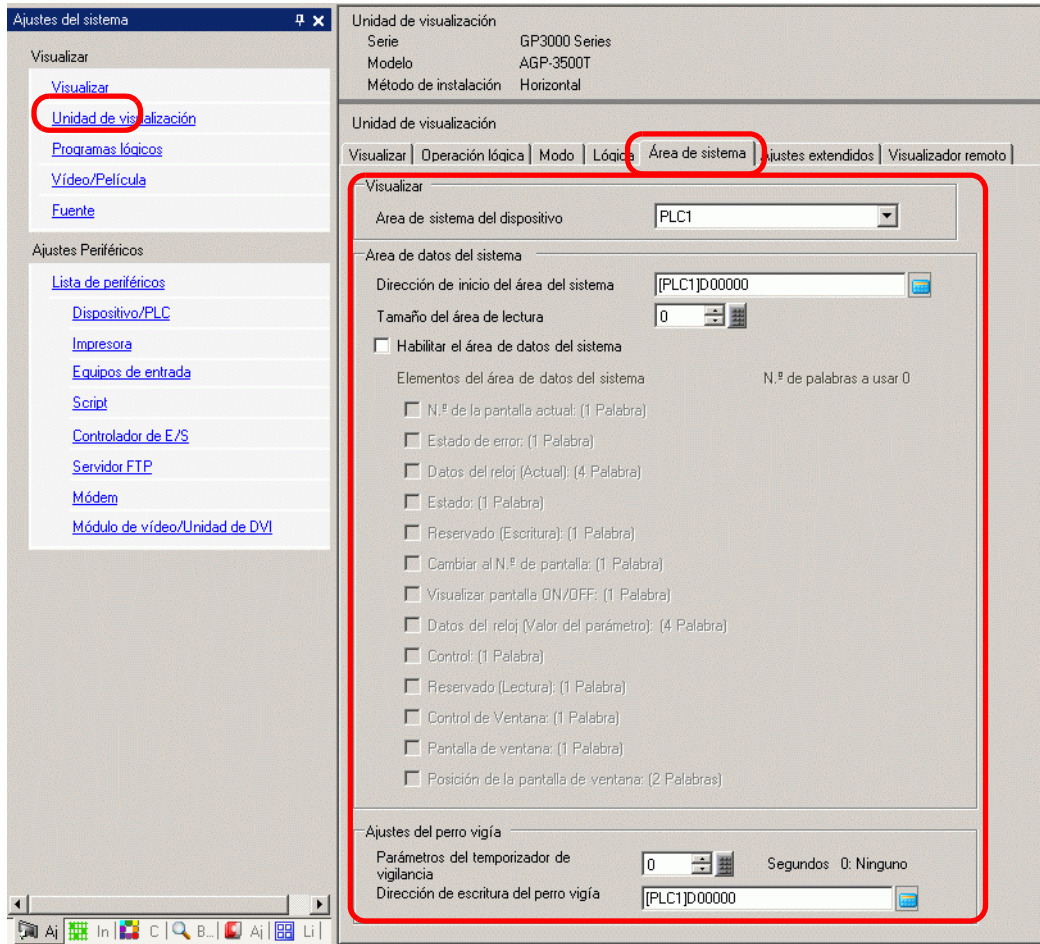 Ajustes del sistema
Visualizar
Visualizar
Unidad de visualización
Programas lógicos
Vídeo/Película
Fuente
Ajustes Periféricos
Lista de periféricos
Dispositivo/PLC
Impresora
Equipos de entrada
Script
Controlador de E/S
Servidor FTP
Módem
Módulo de vídeo/Unidad de DVI
Aj In C B... Aj Li
Unidad de visualización
Serie GP3000 Series
Modelo AGP-3500T
Método de instalación Horizontal
Unidad de visualización
Visualizar Operación lógica Modo Lógica Área de sistema Ajustes extendidos Visualizador remoto
Visualizar
Area de sistema del dispositivo PLC1
Area de datos del sistema
Dirección de inicio del área del sistema [PLC1]D00000
Tamaño del área de lectura 0
Habilitar el área de datos del sistema
Elementos del área de datos del sistema N.º de palabras a usar 0
N.º de la pantalla actual: (1 Palabra)
Estado de error: (1 Palabra)
Datos del reloj (Actual): (4 Palabra)
Estado: (1 Palabra)
Reservado (Escritura): (1 Palabra)
Cambiar al N.º de pantalla: (1 Palabra)
Visualizar pantalla ON/OFF: (1 Palabra)
Datos del reloj (Valor del parámetro): (4 Palabra)
Control: (1 Palabra)
Reservado (Lectura): (1 Palabra)
Control de Ventana: (1 Palabra)
Pantalla de ventana: (1 Palabra)
Posición de la pantalla de ventana: (2 Palabras)
Ajustes del perro vigía
Parámetros del temporizador de
vigilancia 0 Segundos 0: Ninguno
Dirección de escritura del perro vigía [PLC1]D00000